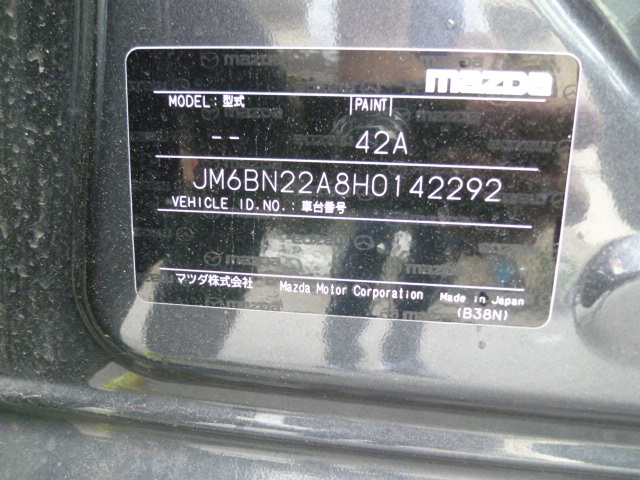 mazda
MODEL:型式 PAINT
-- 42A
JM6BN22A8H0142292
VEHICLE ID.NO.:車台番号
マツダ株式会社 Mazda Motor Corporation Made in Japan
(B38N)